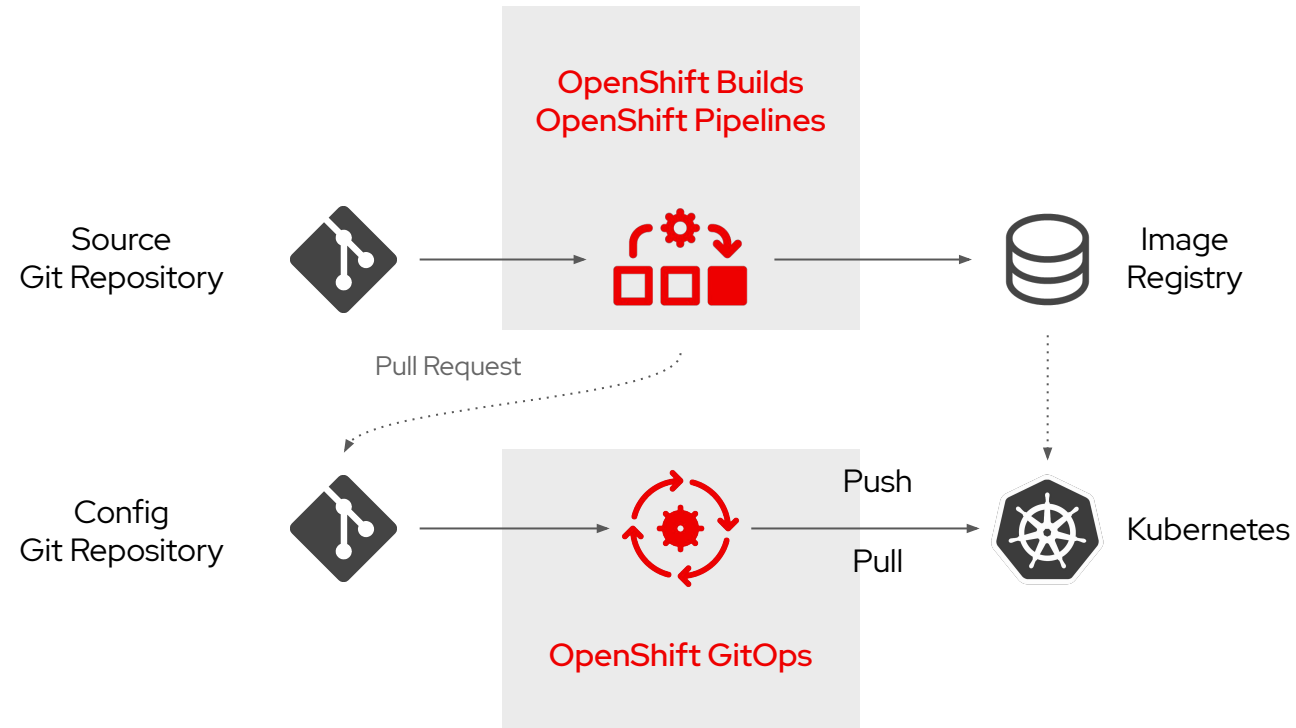 OpenShift Builds
OpenShift Pipelines
Source
Git Repository
Image
Registry
Pull Request
Config
Git Repository
Push
Pull
Kubernetes
OpenShift GitOps